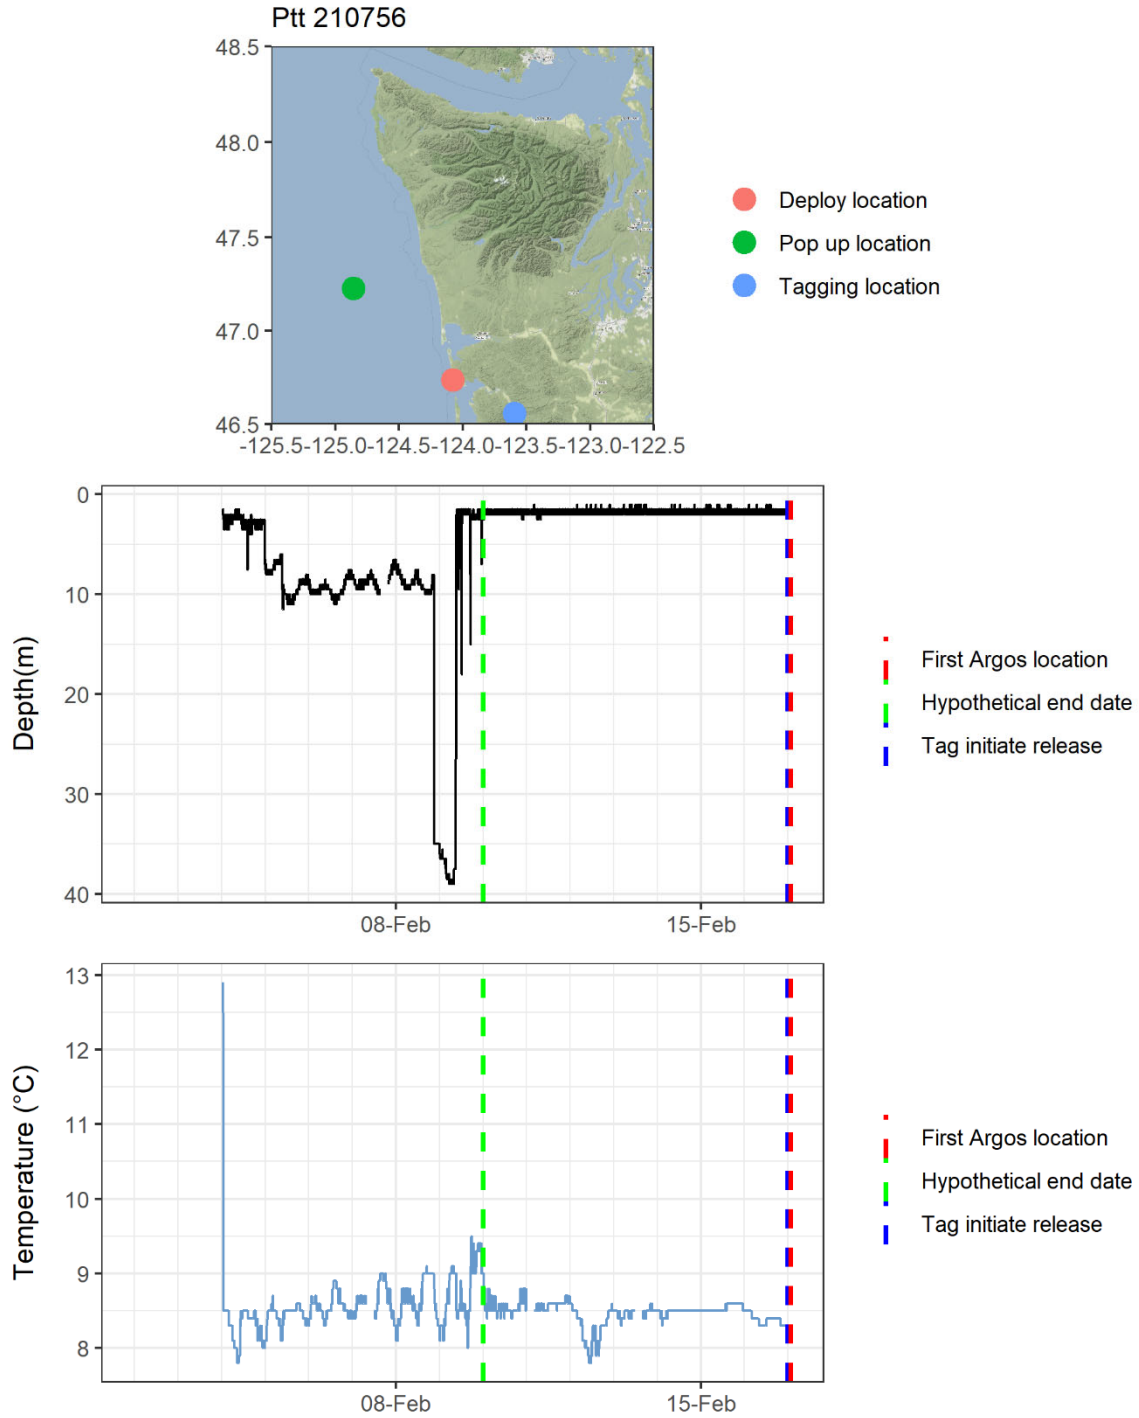 Ptt 210756
48.5
48.0
47.5
47.0
46.5
-125.5-125.0-124.5-124.0-123.5-123.0-122.5
Deploy location
Pop up location
Tagging location
Depth(m)
0
10
20
30
40
08-Feb
15-Feb
First Argos location
Hypothetical end date
Tag initiate release
Temperature (°C)
13
12
11
10
9
8
08-Feb
15-Feb
First Argos location
Hypothetical end date
Tag initiate release